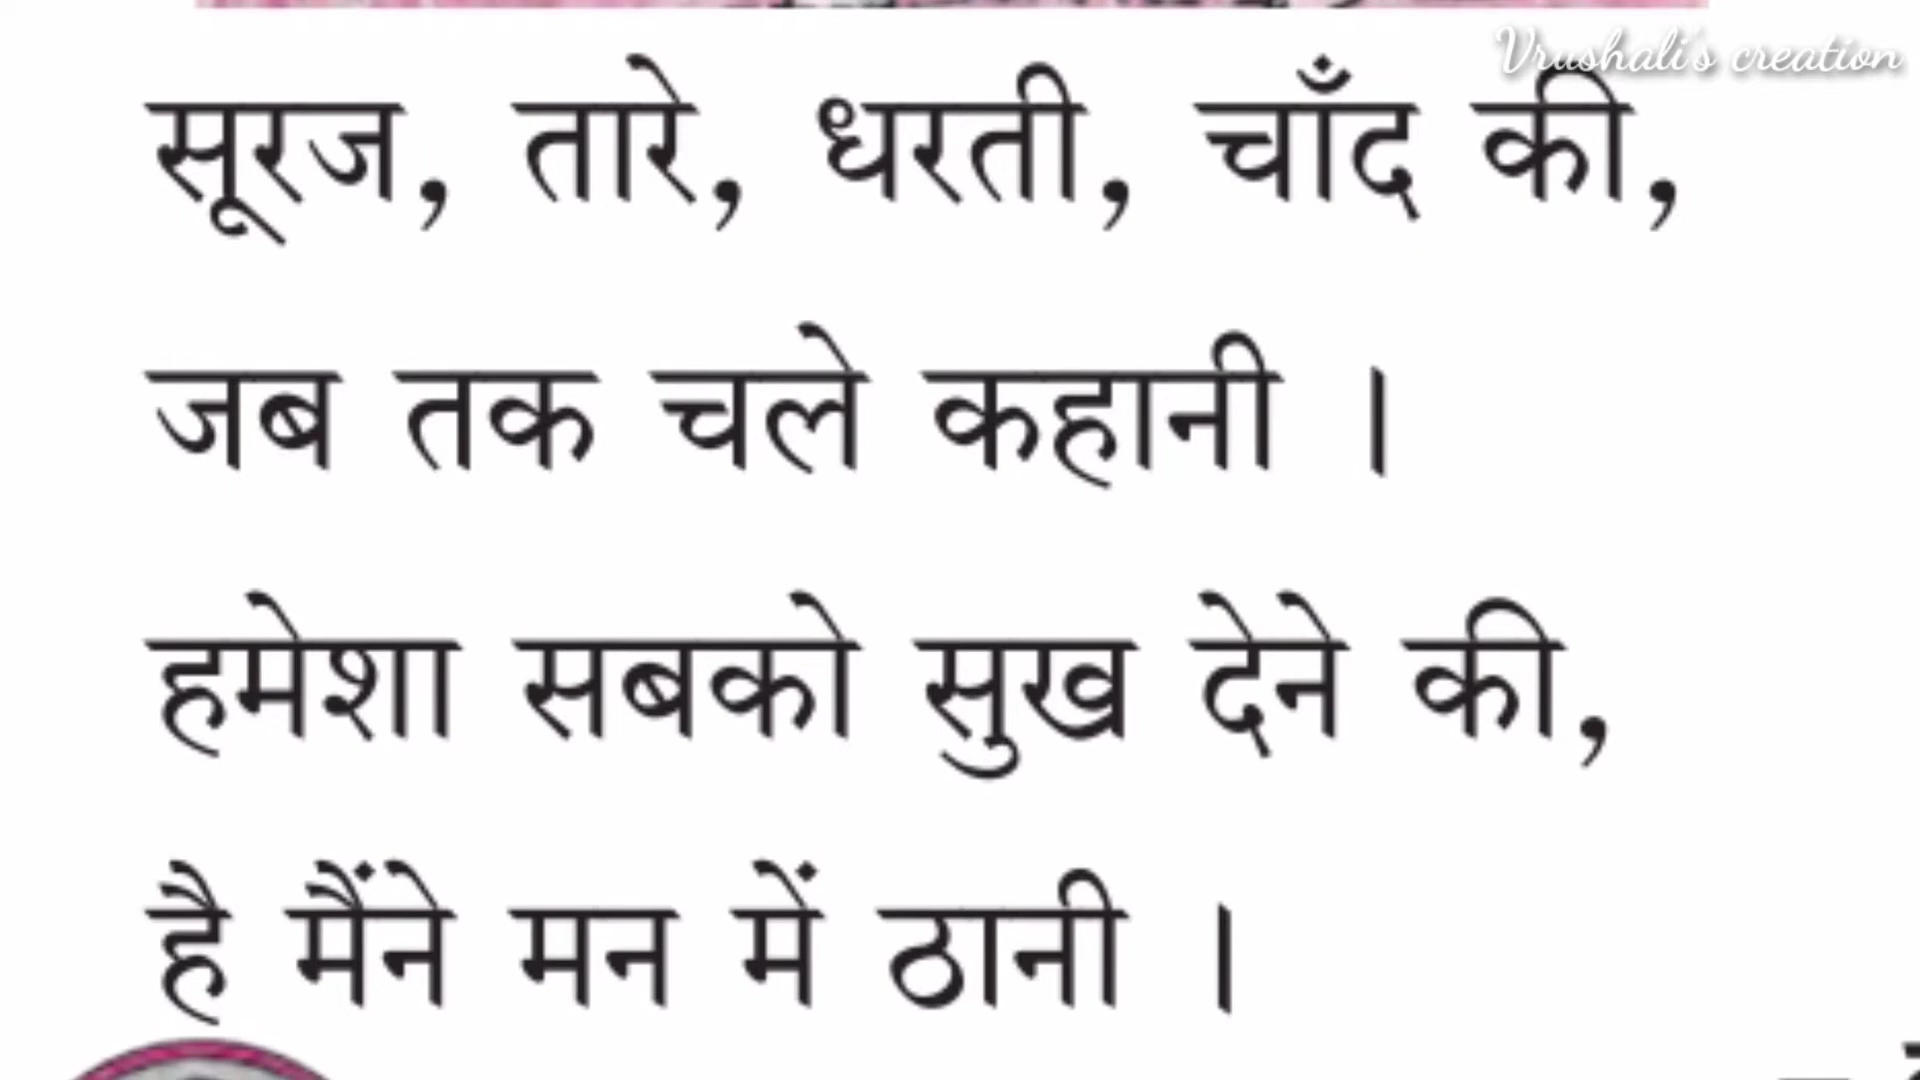 Vrushali's creation
सूरज, तारे, धरती, चाँद की,
जब तक चले कहानी ।
हमेशा सबको सुख देने की,
है मैंने मन में ठानी ।